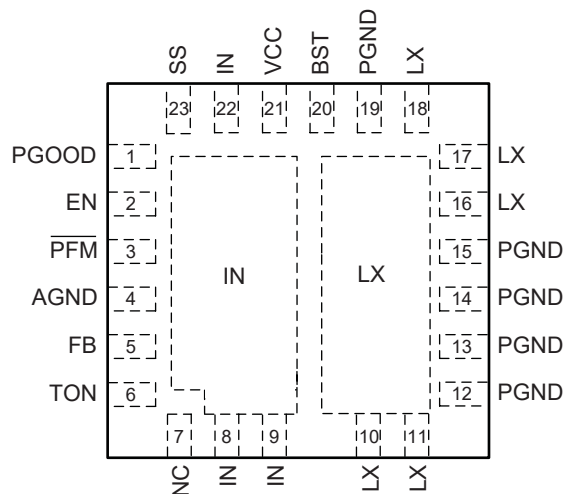 SS IN VCC BST PGND LX
23 22 21 20 19 18
PGOOD 1 17 LX
EN 2 16 LX
PFM 3 15 PGND
IN LX
AGND 4 14 PGND
FB 5 13 PGND
TON 6 12 PGND
7 8 9 10 11
NC IN IN LX LX